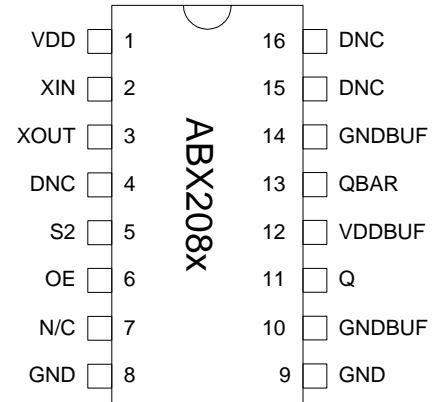 VDD 1 16 DNC
XIN 2 15 DNC
XOUT 3 14 GNDBUF
DNC 4 13 QBAR
S2 5 12 VDDBUF
OE 6 11 Q
N/C 7 10 GNDBUF
GND 8 9 GND
ABX208x